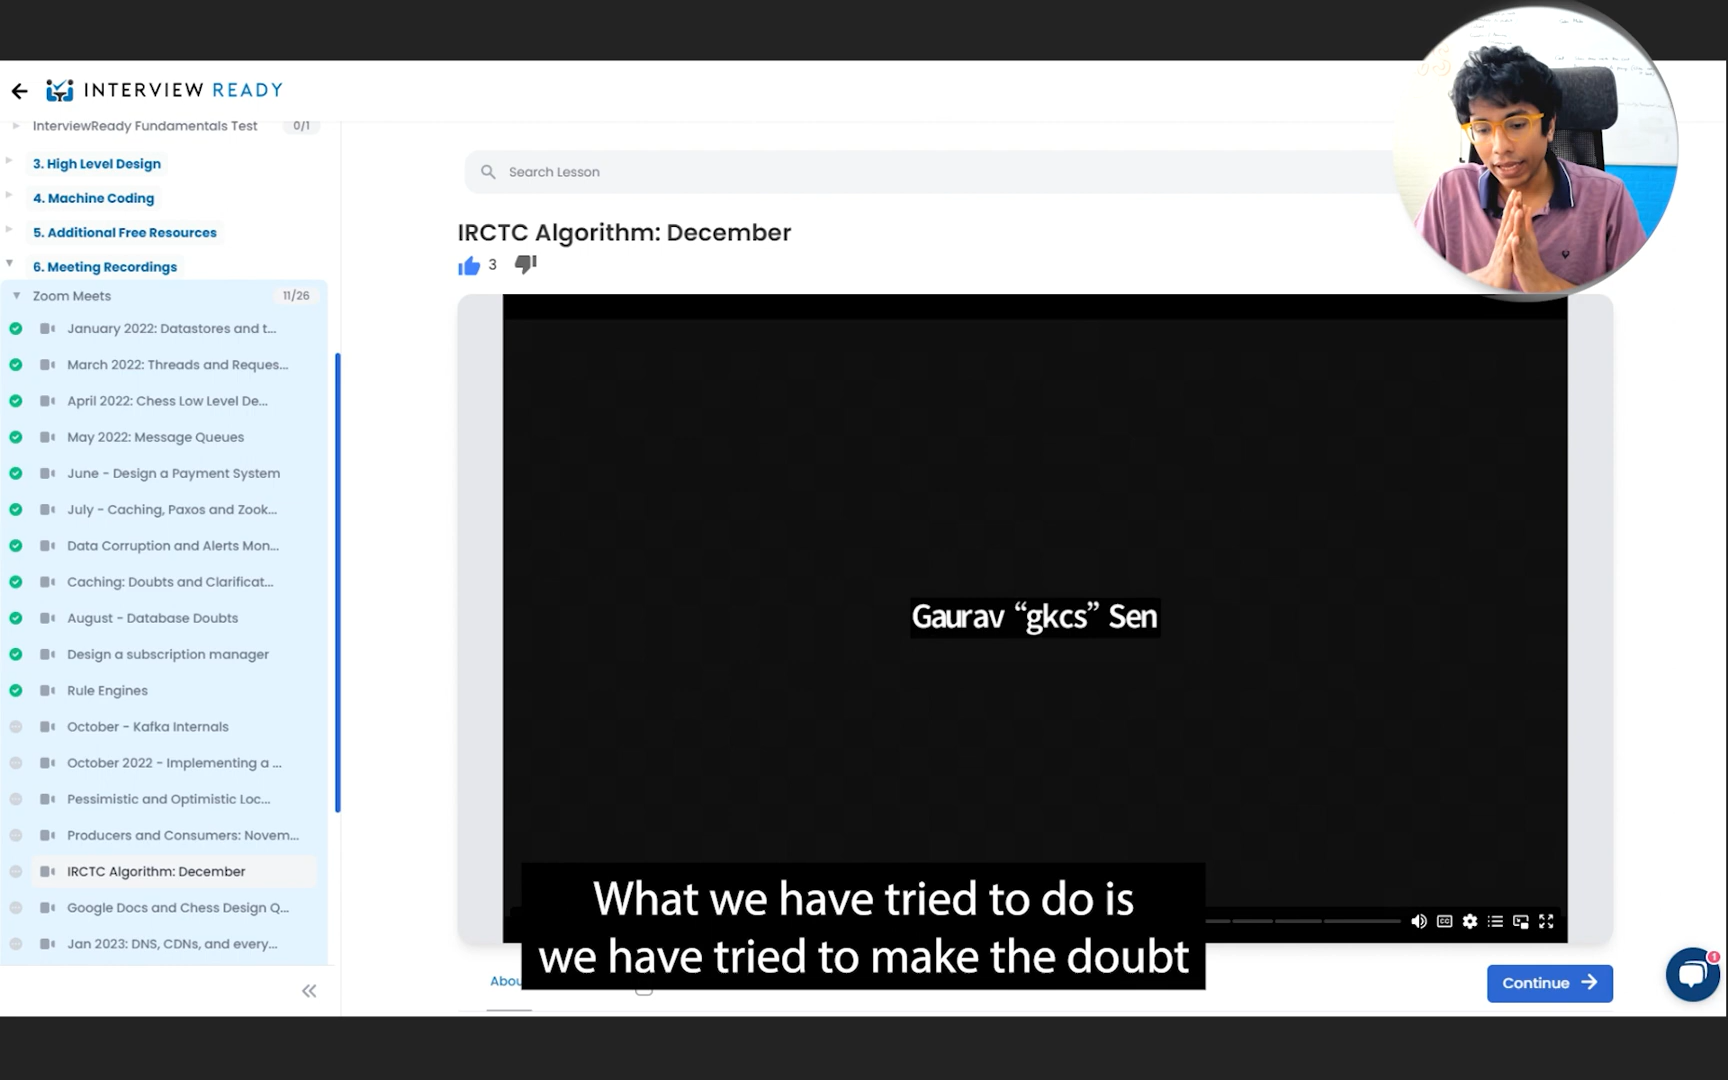 INTERVIEW READY
InterviewReady Fundamentals Test 0/1
3. High Level Design
4. Machine Coding
5. Additional Free Resources
6. Meeting Recordings
Zoom Meets 11/26
January 2022: Datastores and t...
March 2022: Threads and Reques...
April 2022: Chess Low Level De...
May 2022: Message Queues
June - Design a Payment System
July - Caching, Paxos and Zook...
Data Corruption and Alerts Mon...
Caching: Doubts and Clarificat...
August - Database Doubts
Design a subscription manager
Rule Engines
October - Kafka Internals
October 2022 - Implementing a ...
Pessimistic and Optimistic Loc...
Producers and Consumers: Novem...
IRCTC Algorithm: December
Google Docs and Chess Design Q...
Jan 2023: DNS, CDNs, and every...
Search Lesson
IRCTC Algorithm: December
3
Gaurav “gkcs” Sen
What we have tried to do is
we have tried to make the doubt
CC
Continue
1